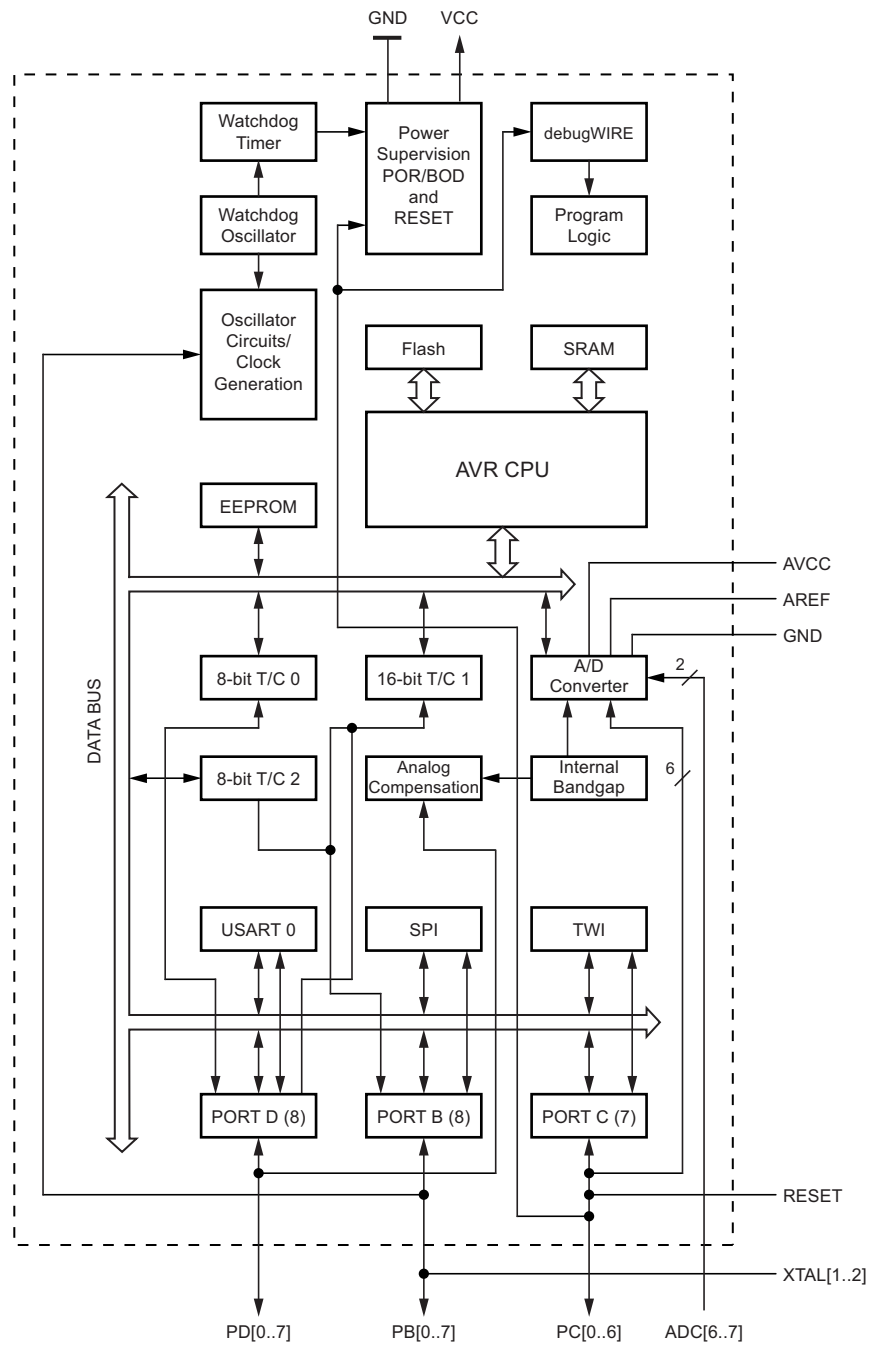 GND
VCC
Watchdog
Timer
Power
Supervision
POR/BOD
and
RESET
debugWIRE
Watchdog
Oscillator
Program
Logic
Oscillator
Circuits/
Clock
Generation
Flash
SRAM
AVR CPU
EEPROM
AVCC
AREF
GND
DATA BUS
8-bit T/C 0
16-bit T/C 1
A/D
Converter
2
8-bit T/C 2
Analog
Compensation
Internal
Bandgap
6
USART 0
SPI
TWI
PORT D (8)
PORT B (8)
PORT C (7)
RESET
XTAL[1..2]
PD[0..7]
PB[0..7]
PC[0..6]
ADC[6..7]